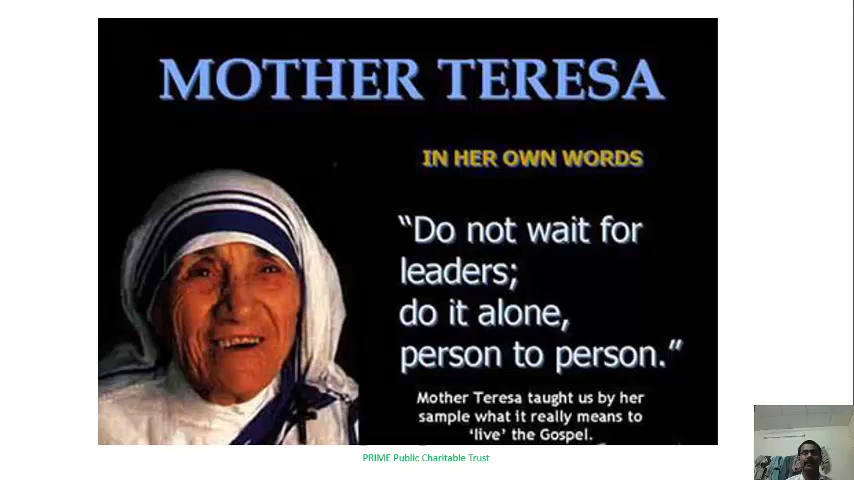 MOTHER TERESA
IN HER OWN WORDS
“Do not wait for
leaders;
do it alone,
person to person.”
Mother Teresa taught us by her
sample what it really means to
‘live’ the Gospel.
PRIME Public Charitable Trust